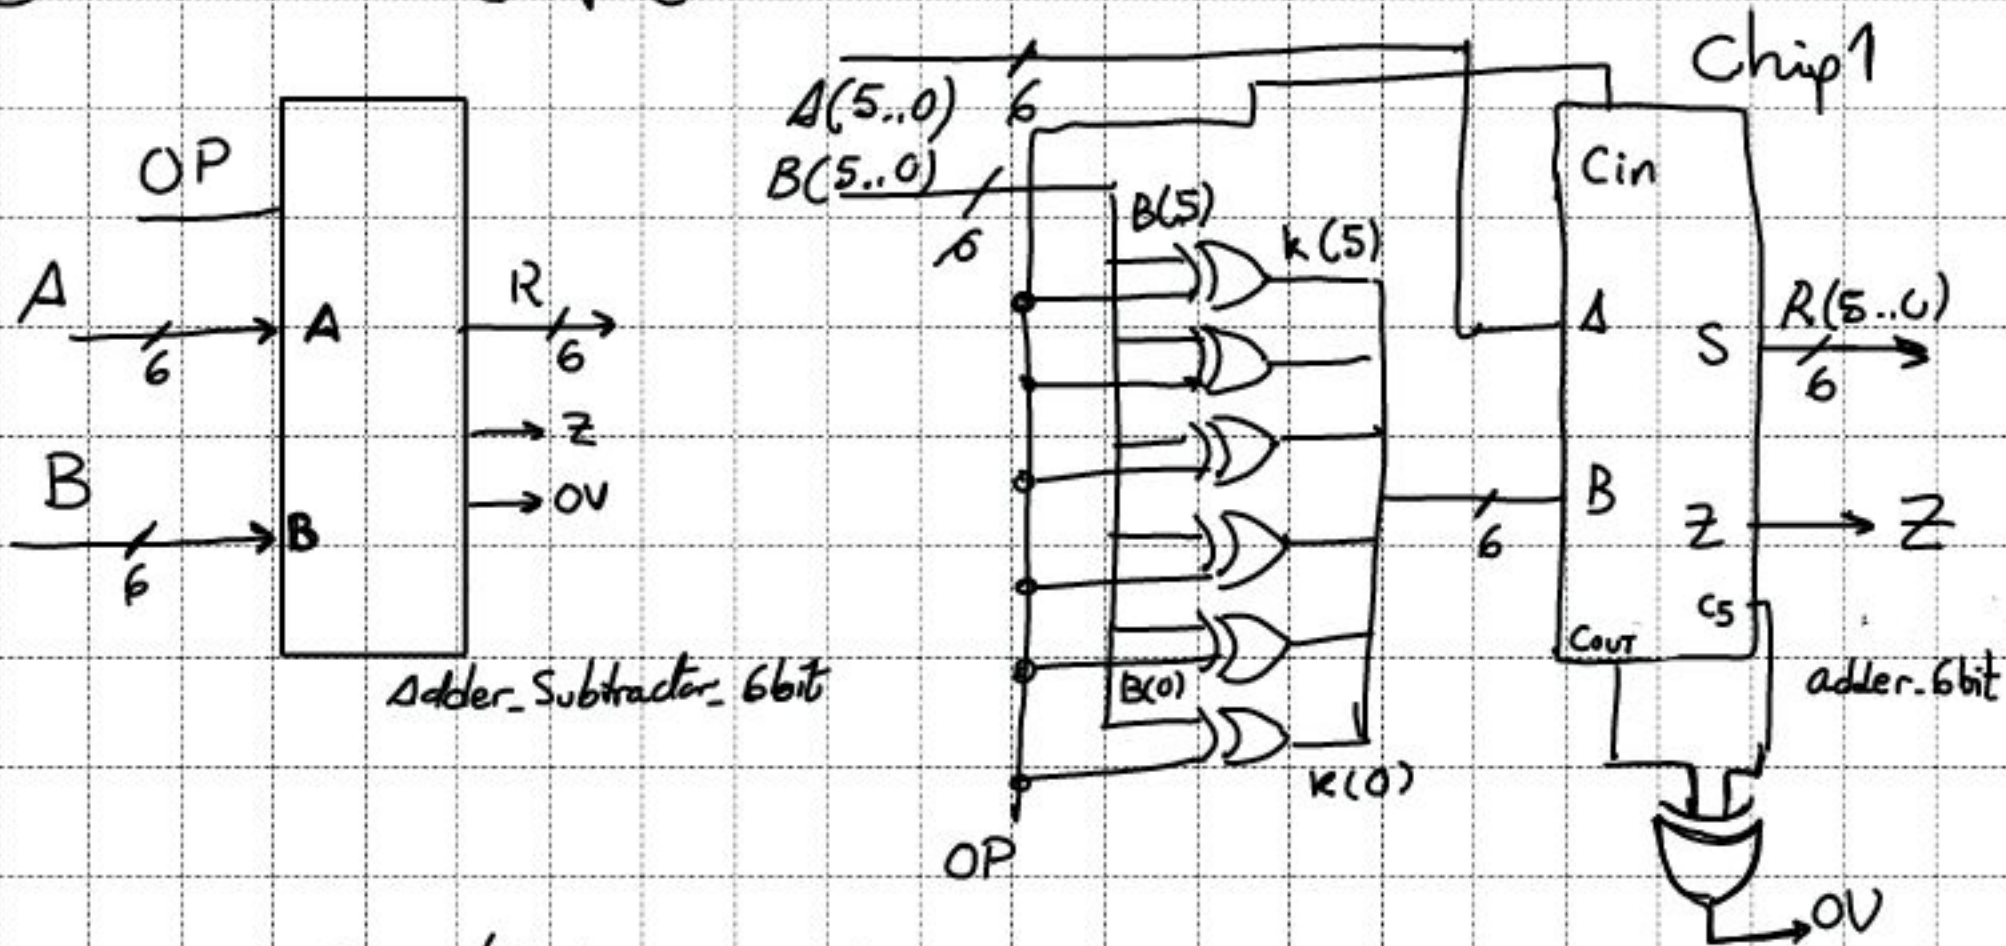 OP
A
6
A
R
6
Z
OV
B
6
B
Adder_Subtractor_6bit
A(5..0)
6
B(5..0)
6
B(5)
k(5)
B(0)
k(0)
OP
6
Chip1
Cin
A
S
R(5..0)
6
B
Z
Z
C5
Cout
adder_6bit
OV